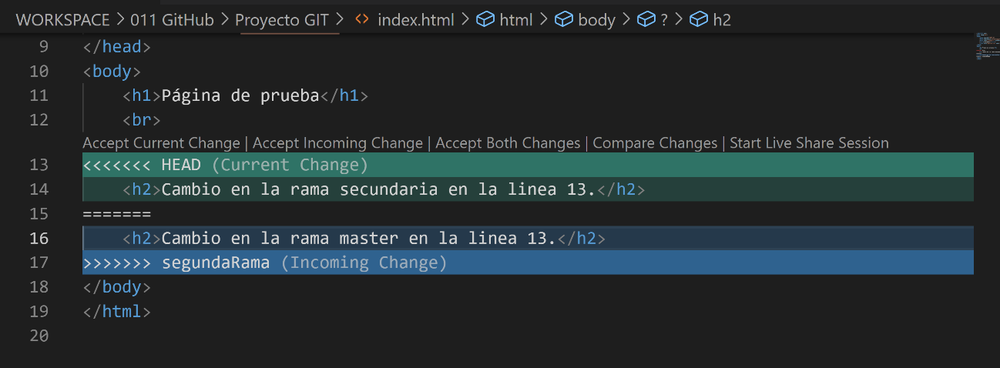 WORKSPACE > 011 GitHub > Proyecto GIT > <> index.html > html > body > ? > h2
9 </head>
10 <body>
11 <h1>Página de prueba</h1>
12 <br>
Accept Current Change | Accept Incoming Change | Accept Both Changes | Compare Changes | Start Live Share Session
13 <<<<<<< HEAD (Current Change)
14 <h2>Cambio en la rama secundaria en la linea 13.</h2>
15 =======
16 <h2>Cambio en la rama master en la linea 13.</h2>
17 >>>>>>> segundaRama (Incoming Change)
18 </body>
19 </html>
20